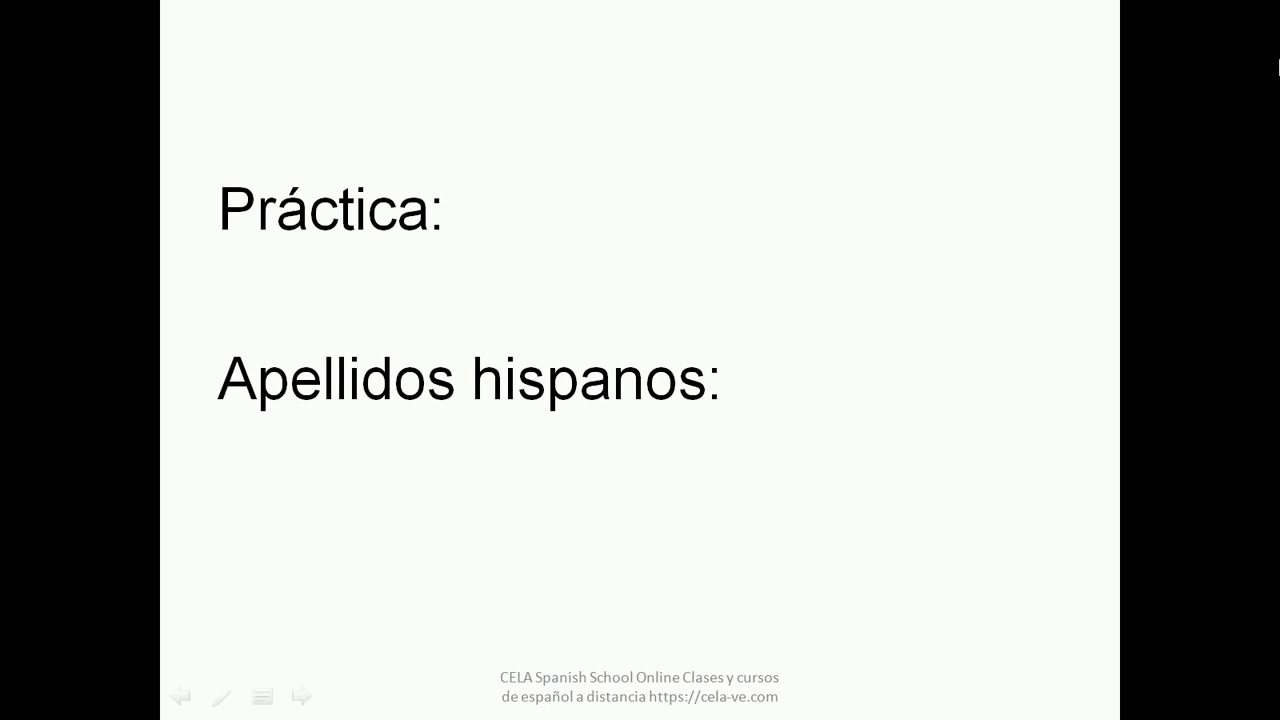 Práctica:
Apellidos hispanos:
CELA Spanish School Online Clases y cursos
de español a distancia https://cela-ve.com